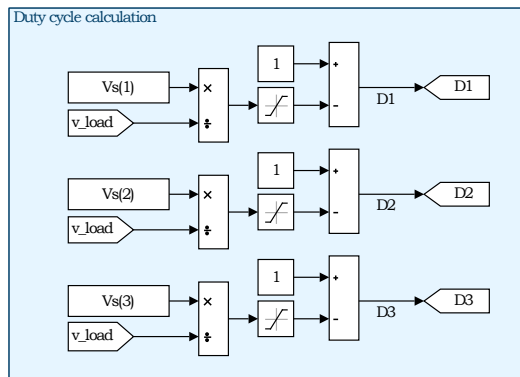 Duty cycle calculation
Vs(1)
v_load
×
÷
1
+
-
D1
D1
Vs(2)
v_load
×
÷
1
+
-
D2
D2
Vs(3)
v_load
×
÷
1
+
-
D3
D3